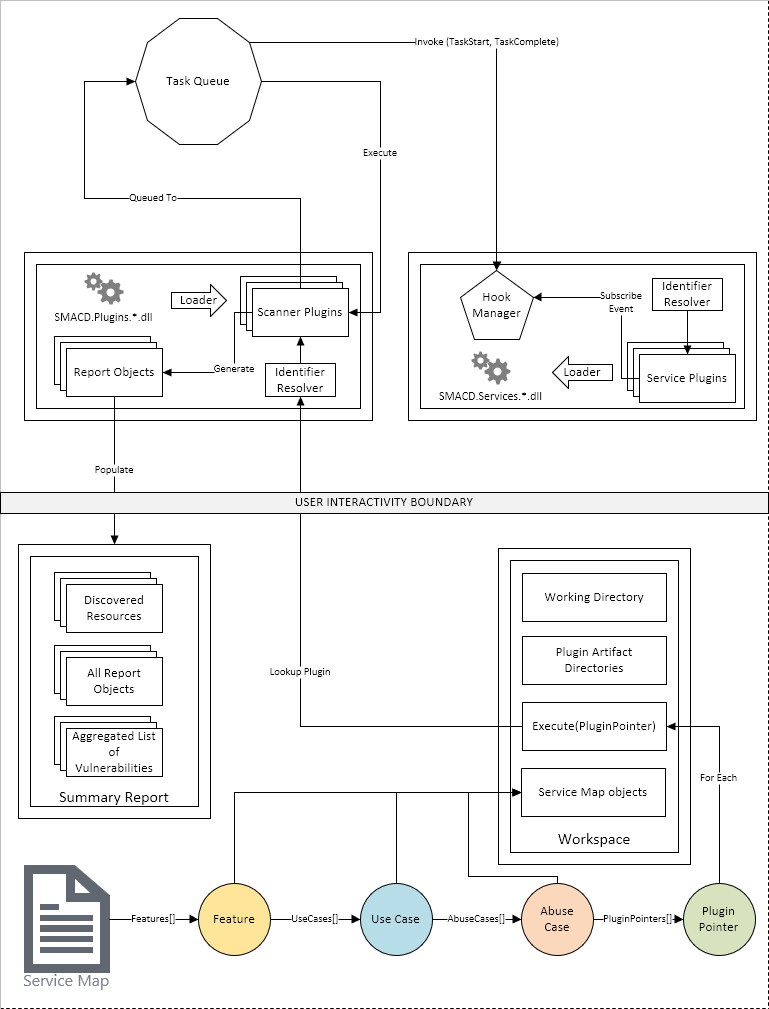 Invoke (TaskStart, TaskComplete)
Task Queue
Execute
Queued To
SMACD.Plugins.*.dll
Loader
Scanner Plugins
Report Objects
Generate
Identifier
Resolver
Hook
Manager
Subscribe
Event
Identifier
Resolver
SMACD.Services.*.dll
Loader
Service Plugins
Populate
USER INTERACTIVITY BOUNDARY
Discovered
Resources
All Report
Objects
Aggregated List
of
Vulnerabilities
Summary Report
Lookup Plugin
Working Directory
Plugin Artifact
Directories
Execute(PluginPointer)
Service Map objects
Workspace
For Each
Service Map
Features[]
Feature
UseCases[]
Use Case
AbuseCases[]
Abuse
Case
PluginPointers[]
Plugin
Pointer